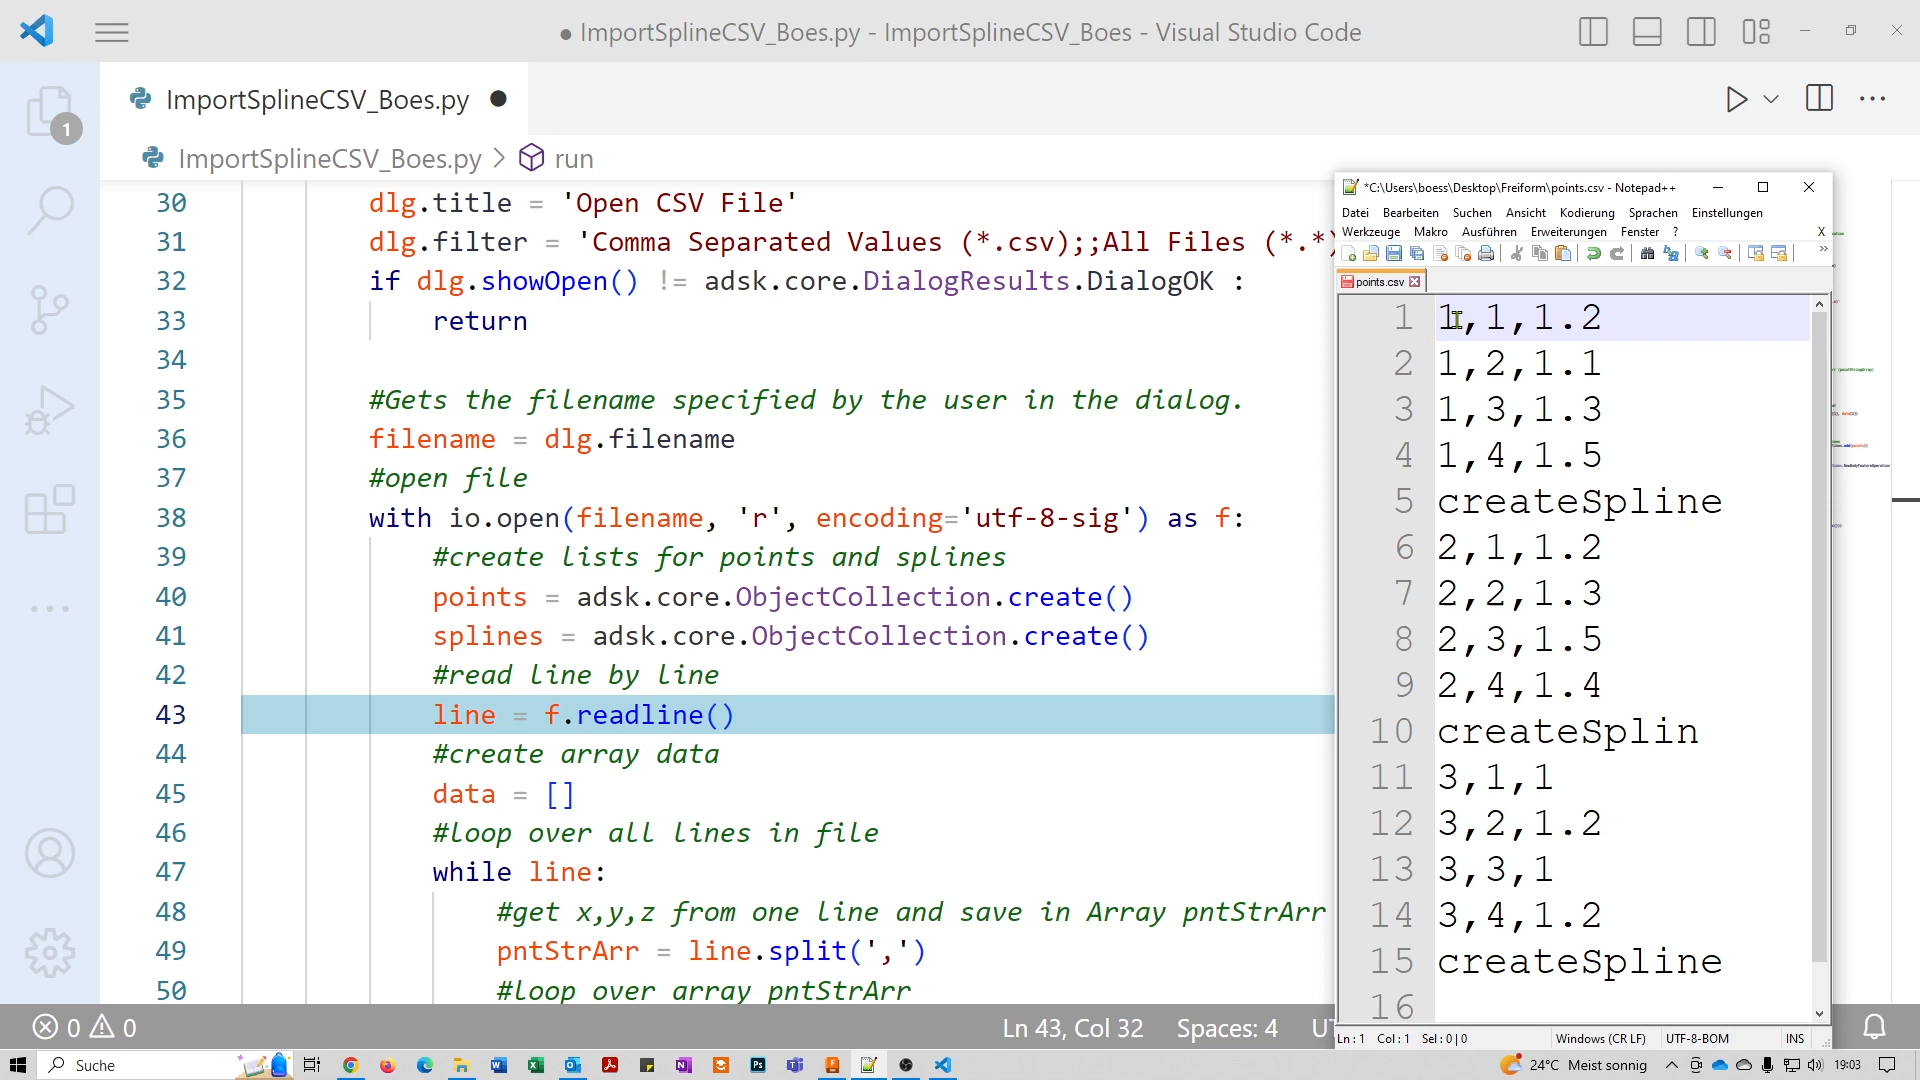 ● ImportSplineCSV_Boes.py - ImportSplineCSV_Boes - Visual Studio Code
ImportSplineCSV_Boes.py
ImportSplineCSV_Boes.py > run
1
30 dlg.title = 'Open CSV File'
31 dlg.filter = 'Comma Separated Values (*.csv);;All Files (*.*)
32 if dlg.showOpen() != adsk.core.DialogResults.DialogOK :
33 return
34
35 #Gets the filename specified by the user in the dialog.
36 filename = dlg.filename
37 #open file
38 with io.open(filename, 'r', encoding='utf-8-sig') as f:
39 #create lists for points and splines
40 points = adsk.core.ObjectCollection.create()
41 splines = adsk.core.ObjectCollection.create()
42 #read line by line
43 line = f.readline()
44 #create array data
45 data = []
46 #loop over all lines in file
47 while line:
48 #get x,y,z from one line and save in Array pntStrArr
49 pntStrArr = line.split(',')
50 #loop over array pntStrArr
0 0
Ln 43, Col 32
Spaces: 4
UT
*C:\Users\boess\Desktop\Freiform\points.csv - Notepad++
Datei Bearbeiten Suchen Ansicht Kodierung Sprachen Einstellungen
Werkzeuge Makro Ausführen Erweiterungen Fenster ? X
points.csv
1 1,1,1.2
2 1,2,1.1
3 1,3,1.3
4 1,4,1.5
5 createSpline
6 2,1,1.2
7 2,2,1.3
8 2,3,1.5
9 2,4,1.4
10 createSplin
11 3,1,1
12 3,2,1.2
13 3,3,1
14 3,4,1.2
15 createSpline
16
Ln:1 Col:1 Sel:0|0 Windows (CR LF) UTF-8-BOM INS
Suche
24°C Meist sonnig
19:03